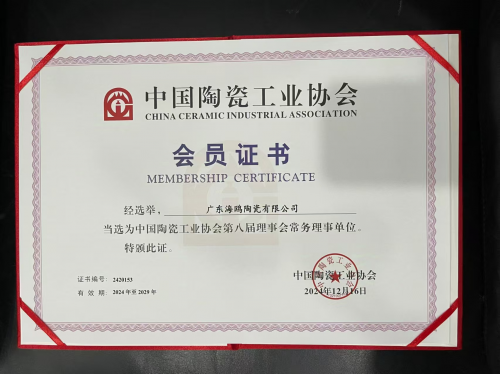 中国陶瓷工业协会
CHINA CERAMIC INDUSTRIAL ASSOCIATION
会员证书
MEMBERSHIP CERTIFICATE
经选举，广东海鸥陶瓷有限公司
当选为中国陶瓷工业协会第八届理事会常务理事单位。
特颁此证。
证书编号：2420153
有效期：2024年至2029年
中国陶瓷工业协会
2024年12月16日